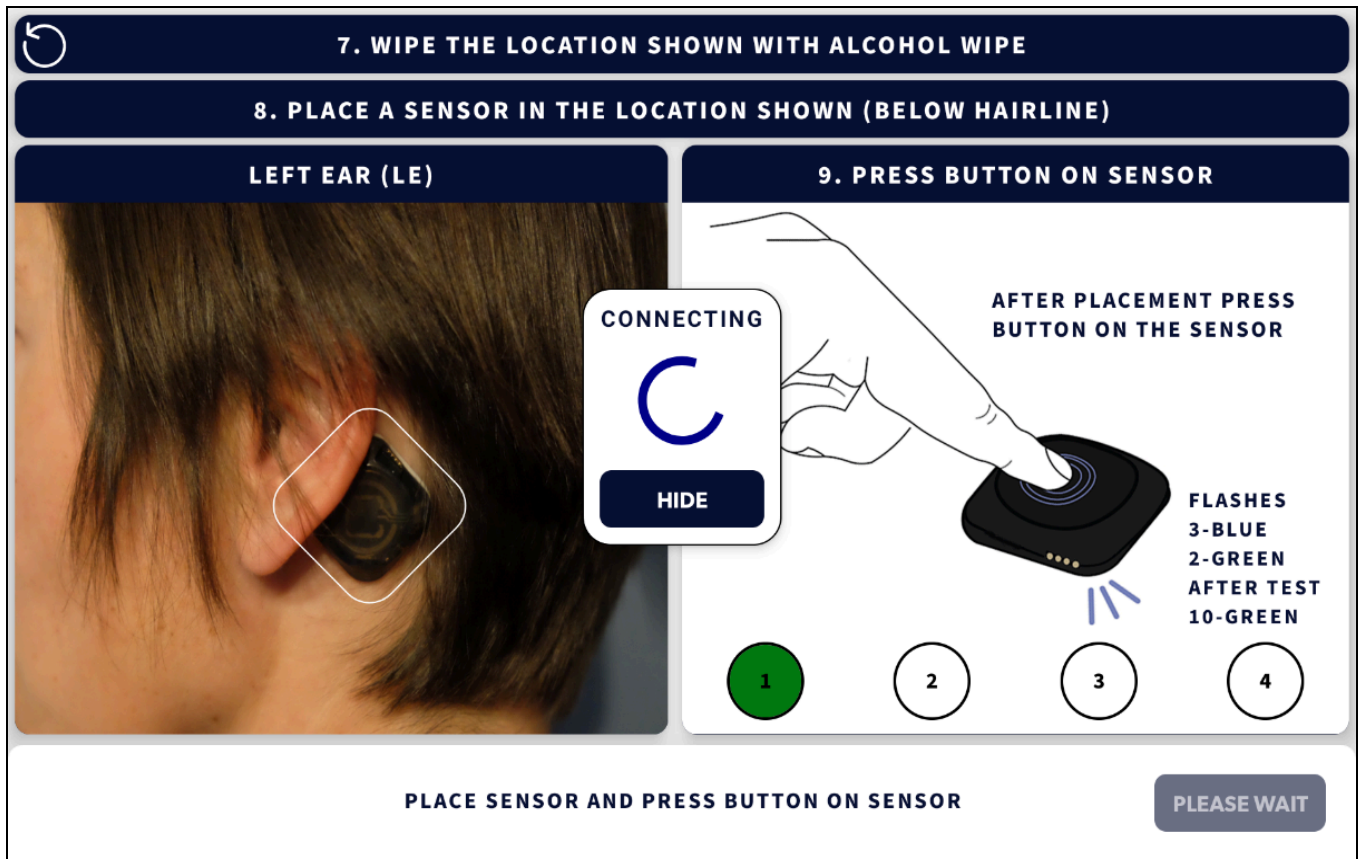 7. WIPE THE LOCATION SHOWN WITH ALCOHOL WIPE
8. PLACE A SENSOR IN THE LOCATION SHOWN (BELOW HAIRLINE)
LEFT EAR (LE)
9. PRESS BUTTON ON SENSOR
CONNECTING
HIDE
AFTER PLACEMENT PRESS
BUTTON ON THE SENSOR
FLASHES
3-BLUE
2-GREEN
AFTER TEST
10-GREEN
1
2
3
4
PLACE SENSOR AND PRESS BUTTON ON SENSOR
PLEASE WAIT